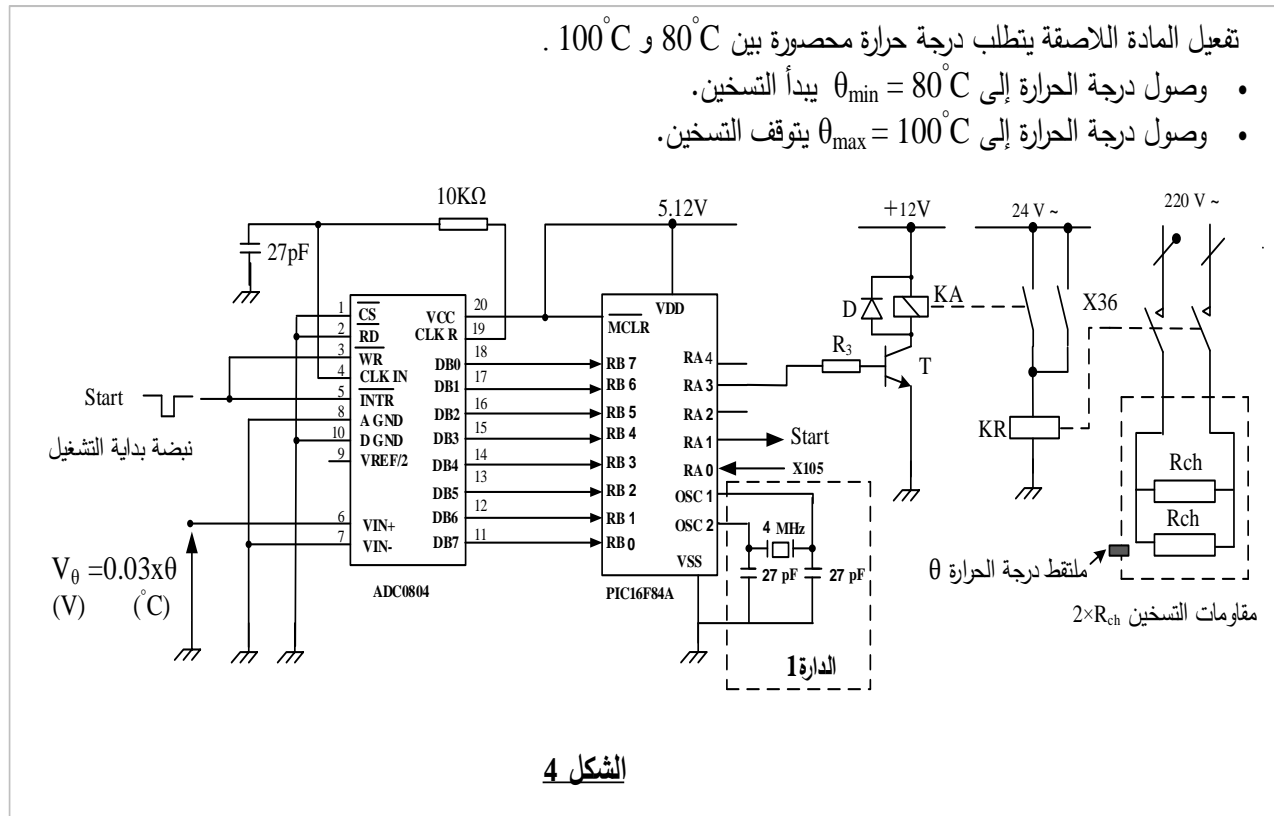 تفعيل المادة اللاصقة يتطلب درجة حرارة محصورة بين 80°C و 100°C .
• وصول درجة الحرارة إلى θmin = 80°C يبدأ التسخين.
• وصول درجة الحرارة إلى θmax = 100°C يتوقف التسخين.
10KΩ
27pF
5.12V
+12V
24 V ~
220 V ~
1 CS
2 RD
3 WR
4 CLK IN
5 INTR
8 A GND
10 D GND
9 VREF/2
6 VIN+
7 VIN-
VCC 20
CLK R 19
DB0 18
DB1 17
DB2 16
DB3 15
DB4 14
DB5 13
DB6 12
DB7 11
ADC0804
Start
نبضة بداية التشغيل
Vθ =0.03xθ
(V) (°C)
VDD
MCLR
RB 7
RB 6
RB 5
RB 4
RB 3
RB 2
RB 1
RB 0
RA 4
RA 3
RA 2
RA 1
RA 0
OSC 1
OSC 2
VSS
PIC16F84A
Start
X105
4 MHz
27 pF
27 pF
الدارة1
R3
D
KA
T
X36
KR
Rch
Rch
ملتقط درجة الحرارة θ
مقاومات التسخين 2×Rch
الشكل 4